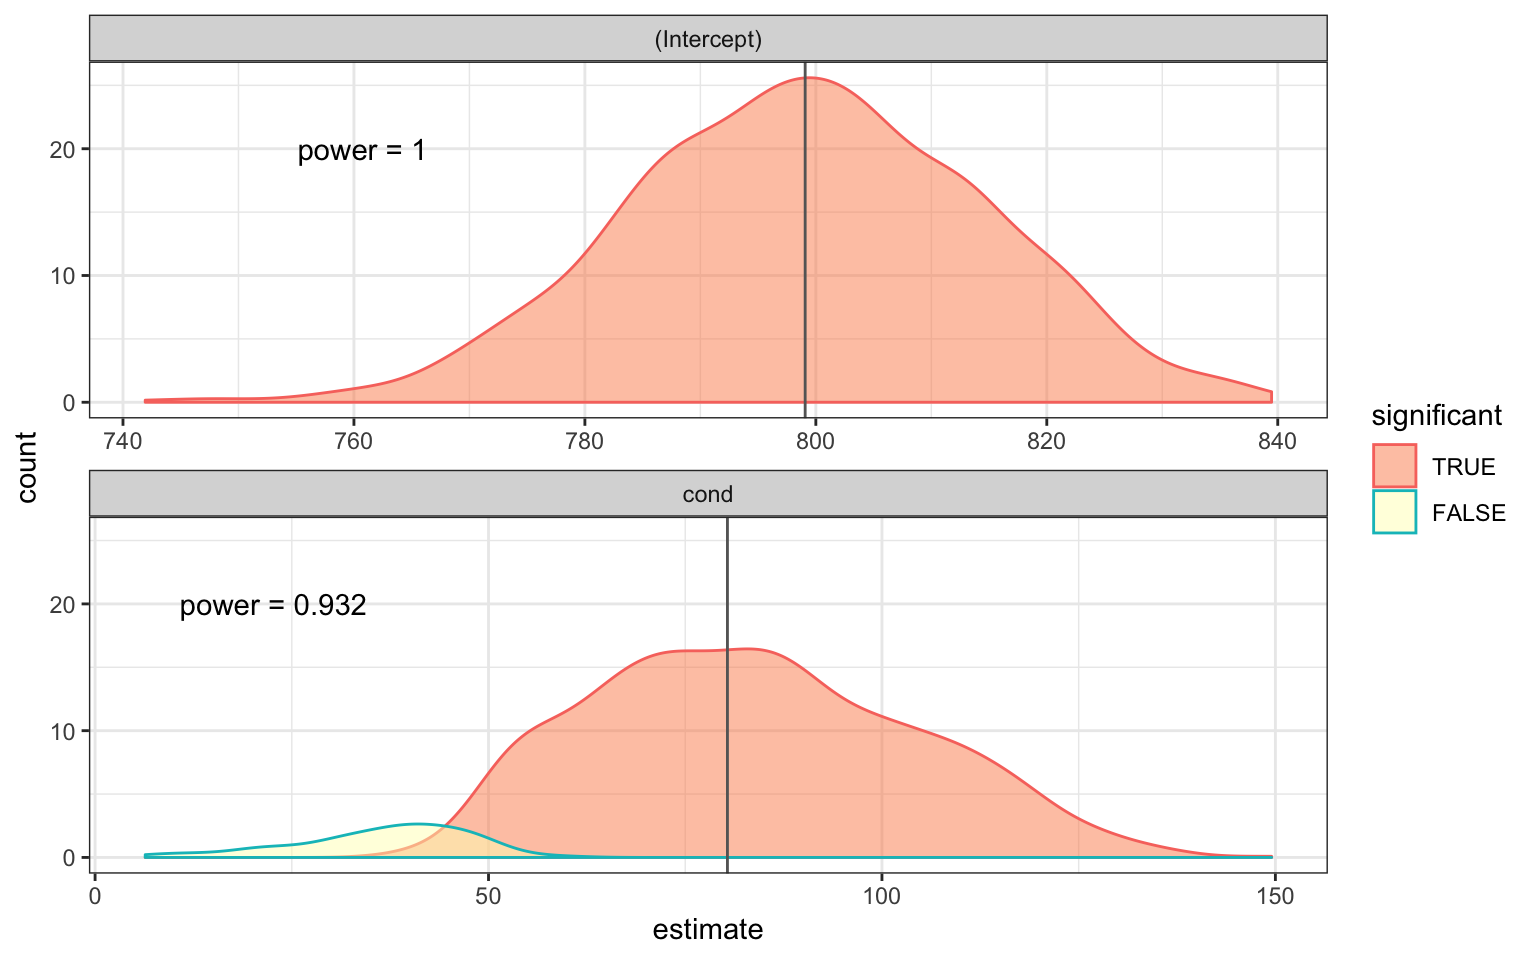 (Intercept)
power = 1
20
10
0
740 760 780 800 820 840
count
cond
power = 0.932
20
10
0
0 50 100 150
estimate
significant
TRUE
FALSE